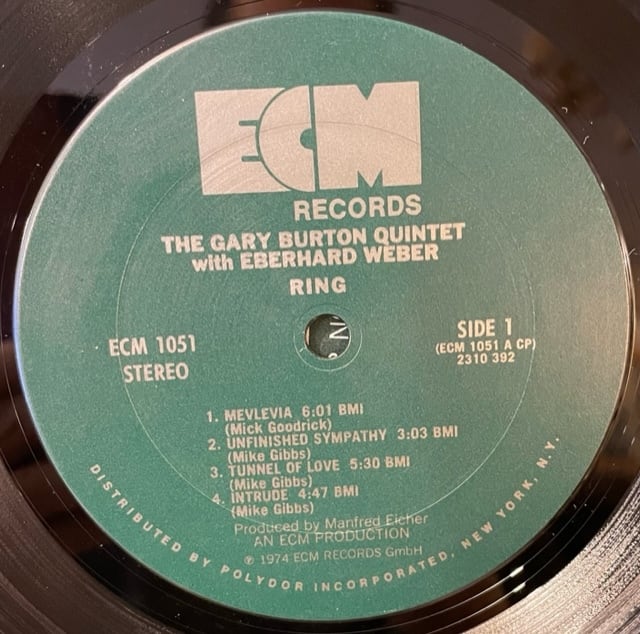 ECM
RECORDS
THE GARY BURTON QUINTET
with EBERHARD WEBER
RING
ECM 1051
STEREO
SIDE 1
(ECM 1051 A CP)
2310 392
1. MEVLEVIA 6:01 BMI
(Mick Goodrick)
2. UNFINISHED SYMPATHY 3:03 BMI
(Mike Gibbs)
3. TUNNEL OF LOVE 5:30 BMI
(Mike Gibbs)
4. INTRUDE 4:47 BMI
(Mike Gibbs)
Produced by Manfred Eicher
AN ECM PRODUCTION
℗ 1974 ECM RECORDS GmbH
DISTRIBUTED BY POLYDOR INCORPORATED, NEW YORK, N.Y.